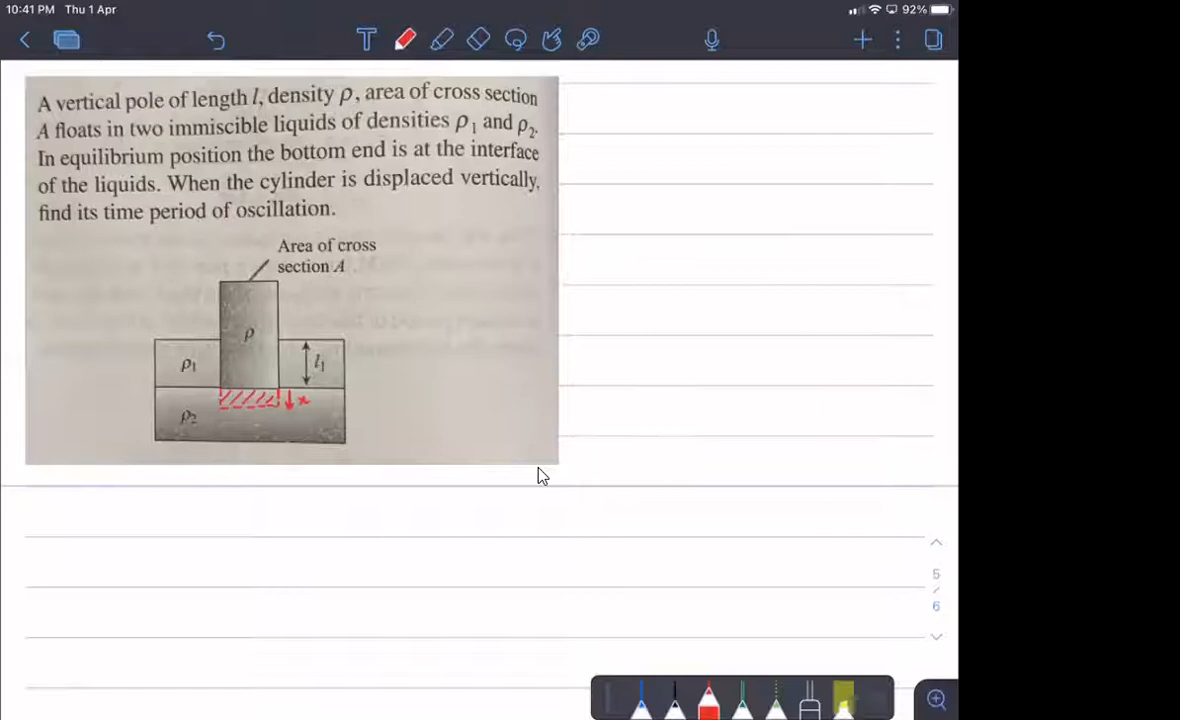 10:41 PM Thu 1 Apr
92%
T
A vertical pole of length l, density ρ, area of cross section
A floats in two immiscible liquids of densities ρ₁ and ρ₂.
In equilibrium position the bottom end is at the interface
of the liquids. When the cylinder is displaced vertically,
find its time period of oscillation.
Area of cross
section A
ρ
ρ₁
l₁
x
ρ₂
5
/
6